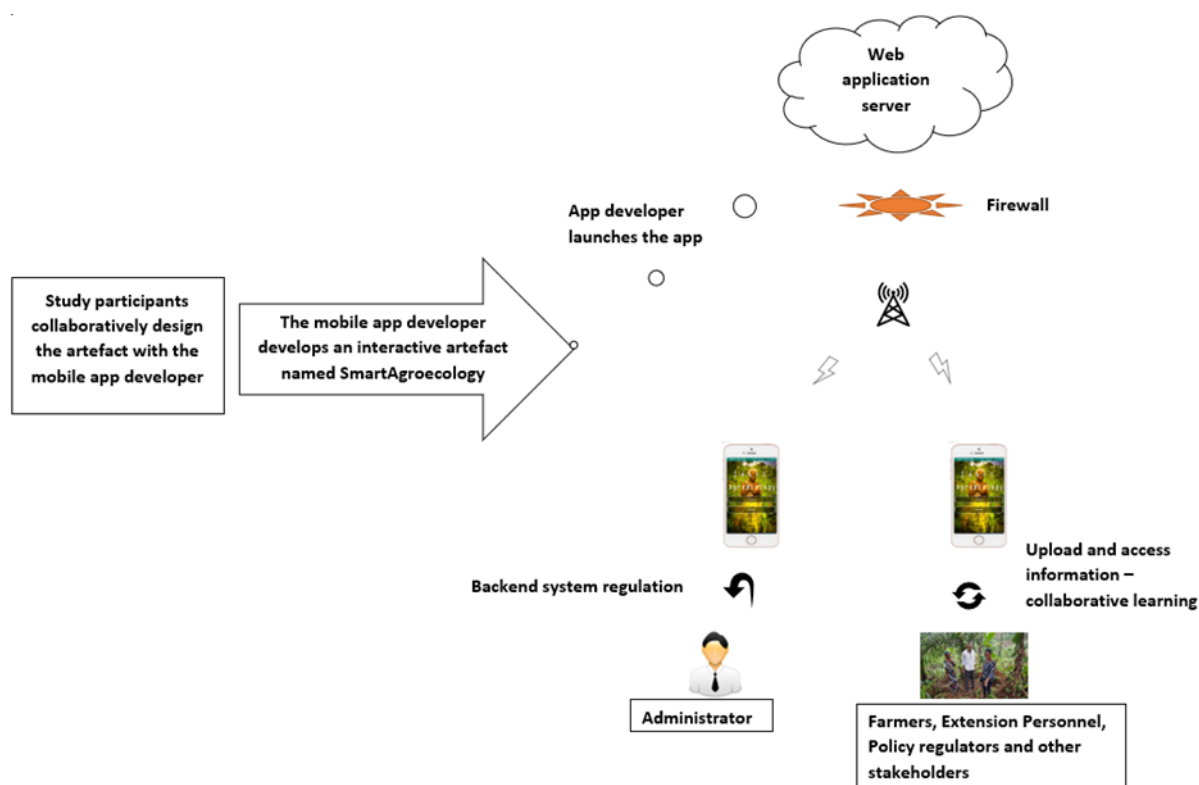 Web
application
server
App developer
launches the app
Firewall
Study participants
collaboratively design
the artefact with the
mobile app developer
The mobile app developer
develops an interactive artefact
named SmartAgroecology
Backend system regulation
Upload and access
information –
collaborative learning
Administrator
Farmers, Extension Personnel,
Policy regulators and other
stakeholders